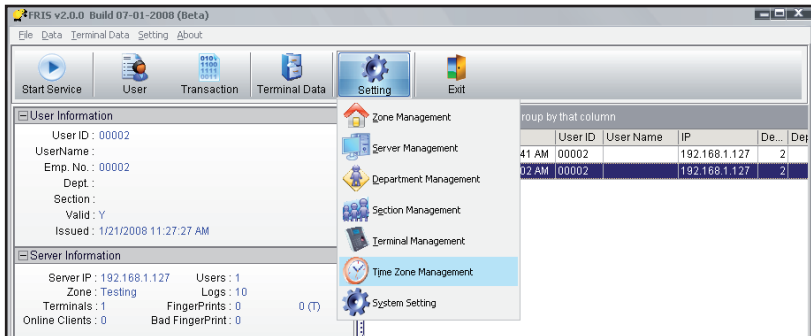 FRIS v2.0.0 Build 07-01-2008 (Beta)
File Data Terminal Data Setting About
Start Service User Transaction Terminal Data Setting Exit
User Information
User ID : 00002
UserName :
Emp. No. : 00002
Dept. :
Section :
Valid : Y
Issued : 1/21/2008 11:27:27 AM
Server Information
Server IP : 192.168.1.127 Users : 1
Zone : Testing Logs : 10
Terminals : 1 FingerPrints : 0 0 (T)
Online Clients : 0 Bad FingerPrint : 0
Zone Management
Server Management
Department Management
Section Management
Terminal Management
Time Zone Management
System Setting
roup by that column
User ID User Name IP De... Dep
41 AM 00002 192.168.1.127 2
02 AM 00002 192.168.1.127 2